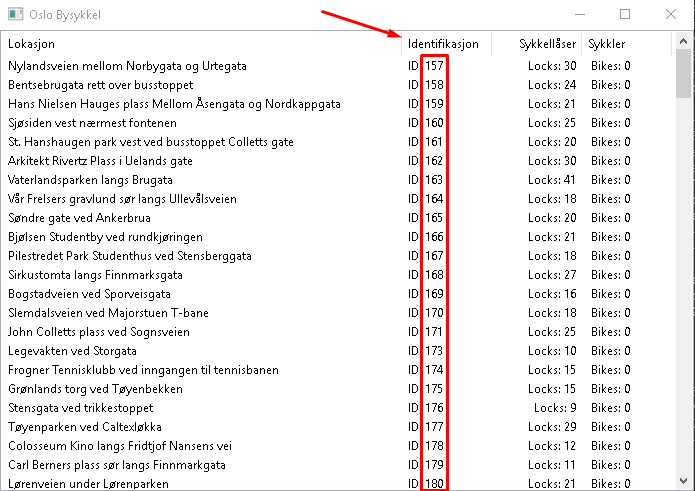 Oslo Bysykkel
Lokasjon Identifikasjon Sykkellåser Sykler
Nylandsveien mellom Norbygata og Urtegata ID 157 Locks: 30 Bikes: 0
Bentsebrugata rett over busstoppet ID 158 Locks: 24 Bikes: 0
Hans Nielsen Hauges plass Mellom Åsengata og Nordkappgata ID 159 Locks: 21 Bikes: 0
Sjøsiden vest nærmest fontenen ID 160 Locks: 25 Bikes: 0
St. Hanshaugen park vest ved busstoppet Colletts gate ID 161 Locks: 20 Bikes: 0
Arkitekt Rivertz Plass i Uelands gate ID 162 Locks: 30 Bikes: 0
Vaterlandsparken langs Brugata ID 163 Locks: 41 Bikes: 0
Vår Frelsers gravlund sør langs Ullevålsveien ID 164 Locks: 18 Bikes: 0
Søndre gate ved Ankerbrua ID 165 Locks: 20 Bikes: 0
Bjølsen Studentby ved rundkjøringen ID 166 Locks: 21 Bikes: 0
Pilestredet Park Studenthus ved Stensberggata ID 167 Locks: 18 Bikes: 0
Sirkustomta langs Finnmarksgata ID 168 Locks: 27 Bikes: 0
Bogstadveien ved Sporveisgata ID 169 Locks: 16 Bikes: 0
Slemdalsveien ved Majorstuen T-bane ID 170 Locks: 18 Bikes: 0
John Colletts plass ved Sognsveien ID 171 Locks: 25 Bikes: 0
Legevakten ved Storgata ID 173 Locks: 10 Bikes: 0
Frogner Tennisklubb ved inngangen til tennisbanen ID 174 Locks: 15 Bikes: 0
Grønlands torg ved Tøyenbekken ID 175 Locks: 15 Bikes: 0
Stensgata ved trikkestoppet ID 176 Locks: 9 Bikes: 0
Tøyenparken ved Caltexløkka ID 177 Locks: 29 Bikes: 0
Colosseum Kino langs Fridtjof Nansens vei ID 178 Locks: 12 Bikes: 0
Carl Berners plass sør langs Finnmarkgata ID 179 Locks: 11 Bikes: 0
Lørenveien under Lørenparken ID 180 Locks: 21 Bikes: 0